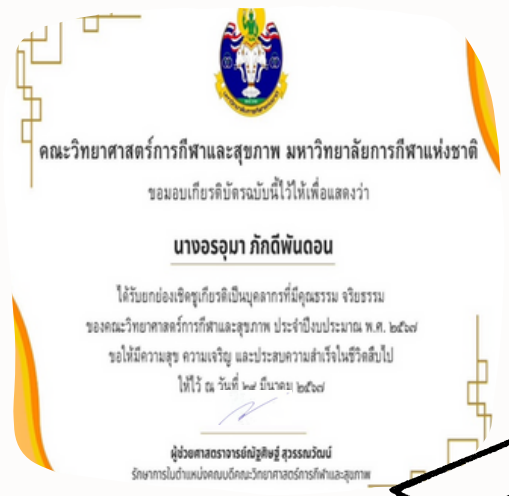 คณะวิทยาศาสตร์การกีฬาและสุขภาพ มหาวิทยาลัยการกีฬาแห่งชาติ
ขอมอบเกียรติบัตรฉบับนี้ไว้ให้เพื่อแสดงว่า
นางอรอุมา ภักดีพันดอน
ได้รับยกย่องเชิดชูเกียรติเป็นบุคลากรที่มีคุณธรรม จริยธรรม
ของคณะวิทยาศาสตร์การกีฬาและสุขภาพ ประจำปีงบประมาณ พ.ศ. ๒๕๖๗
ขอให้มีความสุข ความเจริญ และประสบความสำเร็จในชีวิตสืบไป
ให้ไว้ ณ วันที่ มีนาคม ๒๕๖๗
ผู้ช่วยศาสตราจารย์ณัฐศิษฏ์ สุวรรณวัฒน์
รักษาการในตำแหน่งคณบดีคณะวิทยาศาสตร์การกีฬาและสุขภาพ